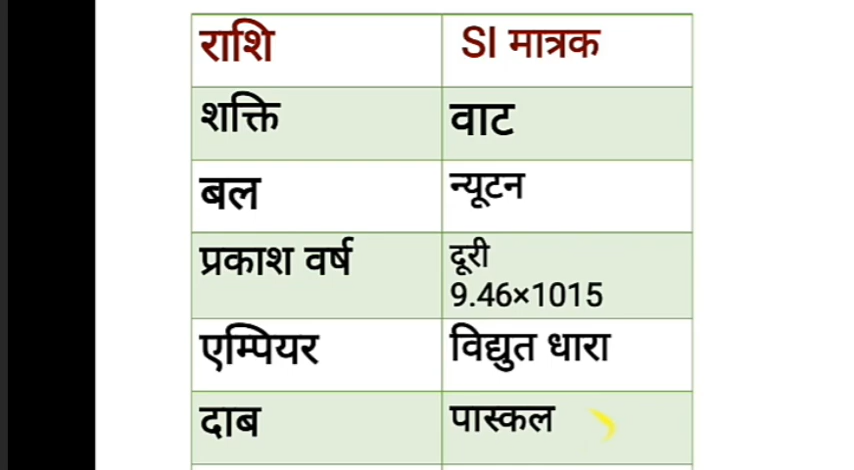 राशि SI मात्रक
शक्ति वाट
बल न्यूटन
प्रकाश वर्ष दूरी
9.46×1015
एम्पियर विद्युत धारा
दाब पास्कल